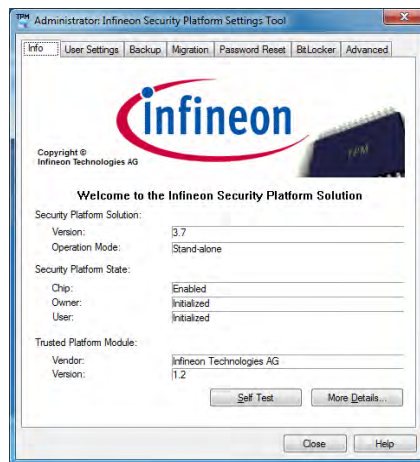 Administrator: Infineon Security Platform Settings Tool
Info User Settings Backup Migration Password Reset BitLocker Advanced
infineon
TPM
Copyright ©
Infineon Technologies AG
Welcome to the Infineon Security Platform Solution
Security Platform Solution:
Version: 3.7
Operation Mode: Stand-alone
Security Platform State:
Chip: Enabled
Owner: Initialized
User: Initialized
Trusted Platform Module:
Vendor: Infineon Technologies AG
Version: 1.2
Self Test More Details...
Close Help